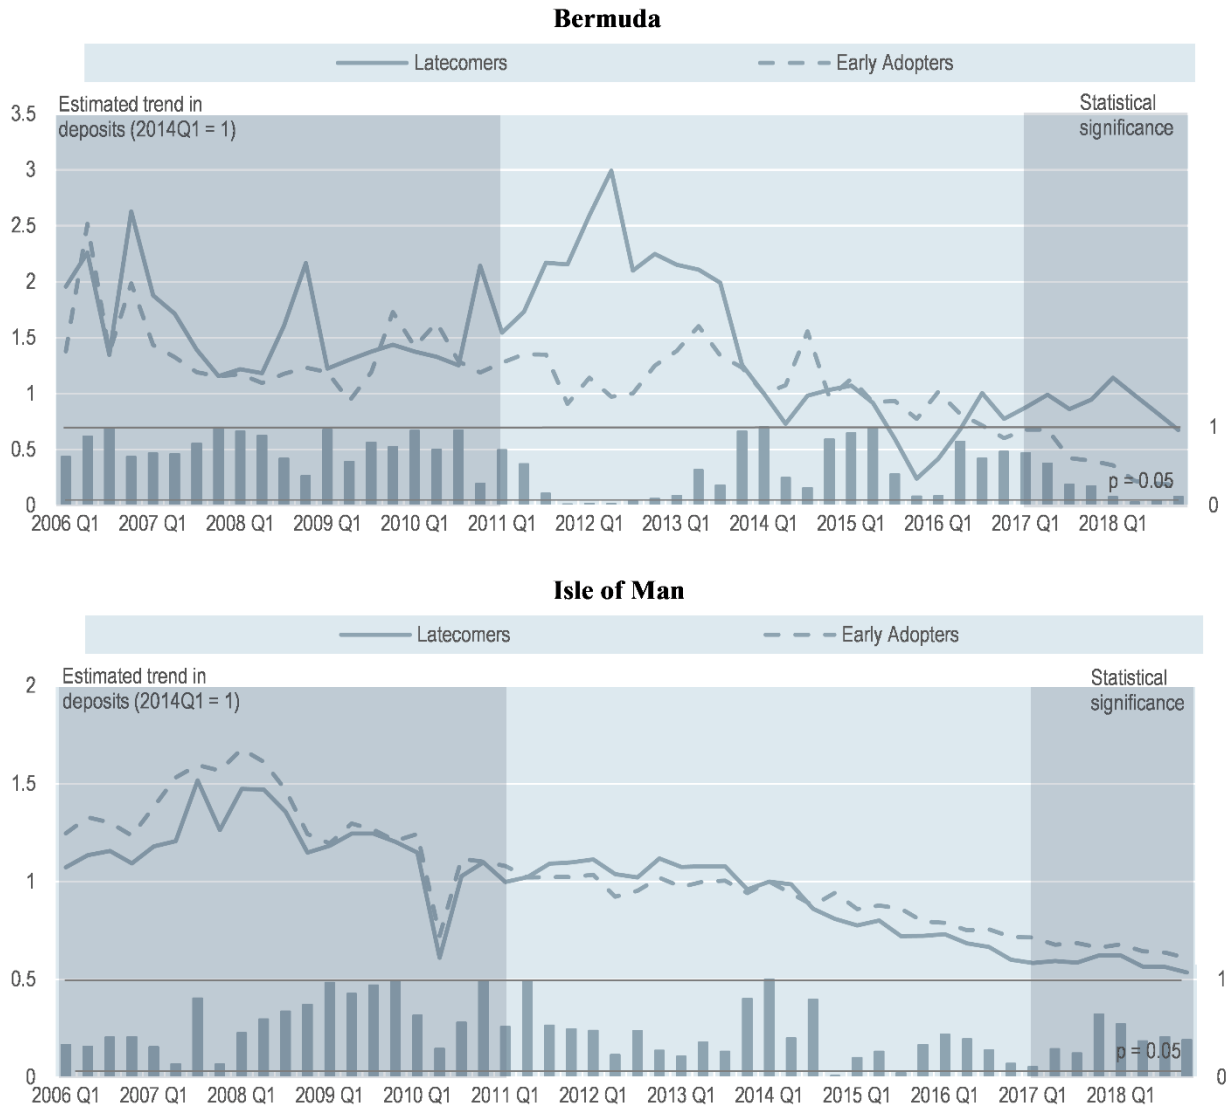 Bermuda
Latecomers Early Adopters
Estimated trend in
deposits (2014Q1 = 1)
Statistical
significance
3.5
3
2.5
2
1.5
1
0.5
0
1
p = 0.05
0
2006 Q1 2007 Q1 2008 Q1 2009 Q1 2010 Q1 2011 Q1 2012 Q1 2013 Q1 2014 Q1 2015 Q1 2016 Q1 2017 Q1 2018 Q1
Isle of Man
Latecomers Early Adopters
Estimated trend in
deposits (2014Q1 = 1)
Statistical
significance
2
1.5
1
0.5
0
1
p = 0.05
0
2006 Q1 2007 Q1 2008 Q1 2009 Q1 2010 Q1 2011 Q1 2012 Q1 2013 Q1 2014 Q1 2015 Q1 2016 Q1 2017 Q1 2018 Q1